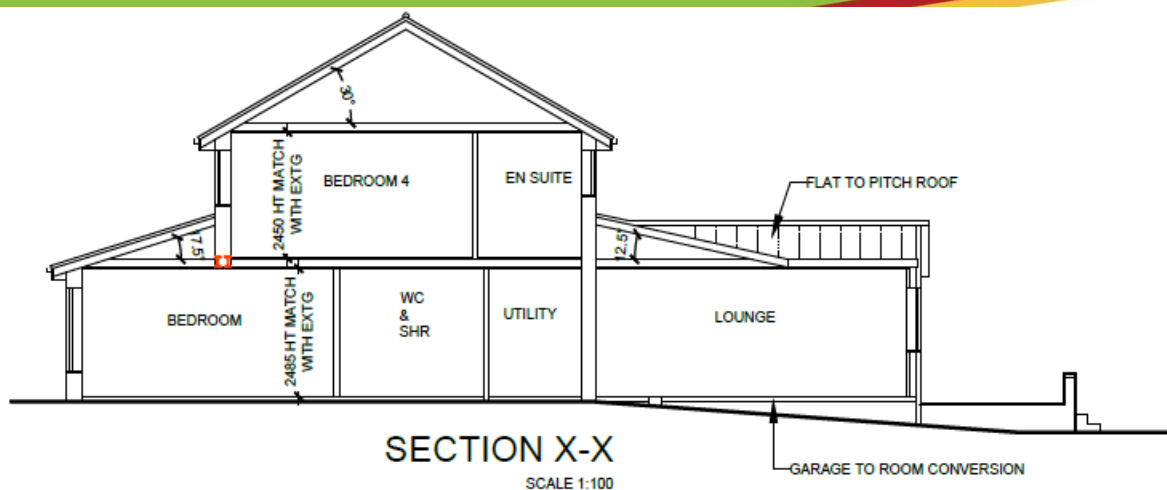 30°
2450 HT MATCH
WITH EXTG
BEDROOM 4
EN SUITE
FLAT TO PITCH ROOF
17.5°
12.5°
2485 HT MATCH
WITH EXTG
BEDROOM
WC
&
SHR
UTILITY
LOUNGE
SECTION X-X
SCALE 1:100
GARAGE TO ROOM CONVERSION